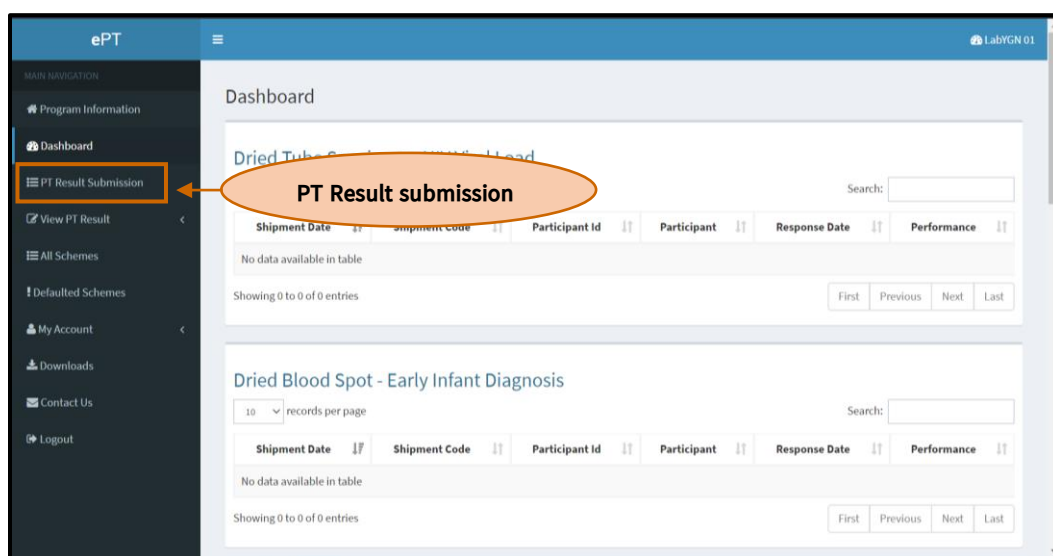 ePT
LabYGN 01
MAIN NAVIGATION
Program Information
Dashboard
PT Result Submission
View PT Result
All Schemes
Defaulted Schemes
My Account
Downloads
Contact Us
Logout
Dashboard
Dried Tube
PT Result submission
Search:
Shipment Date Shipment Code Participant Id Participant Response Date Performance
No data available in table
Showing 0 to 0 of 0 entries
First Previous Next Last
Dried Blood Spot - Early Infant Diagnosis
10 records per page
Search:
Shipment Date Shipment Code Participant Id Participant Response Date Performance
No data available in table
Showing 0 to 0 of 0 entries
First Previous Next Last